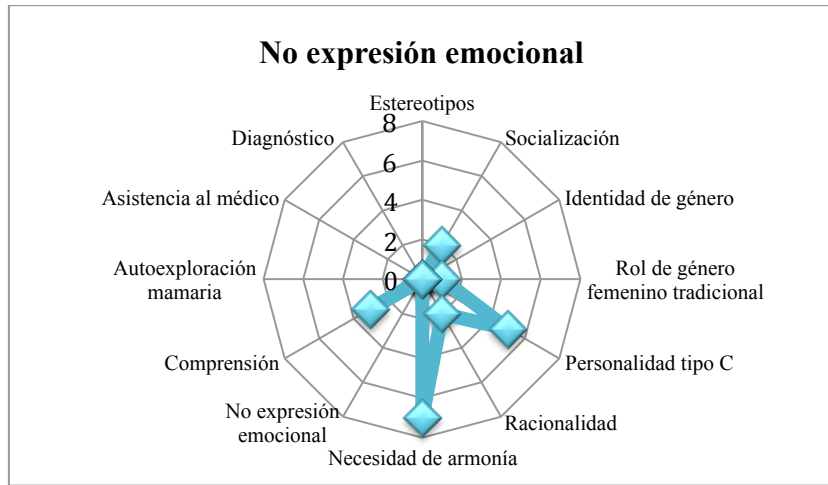 No expresión emocional
Estereotipos
Diagnóstico
Socialización
Asistencia al médico
Identidad de género
Autoexploración
mamaria
Rol de género
femenino tradicional
Comprensión
Personalidad tipo C
No expresión
emocional
Racionalidad
Necesidad de armonía
8
6
4
2
0